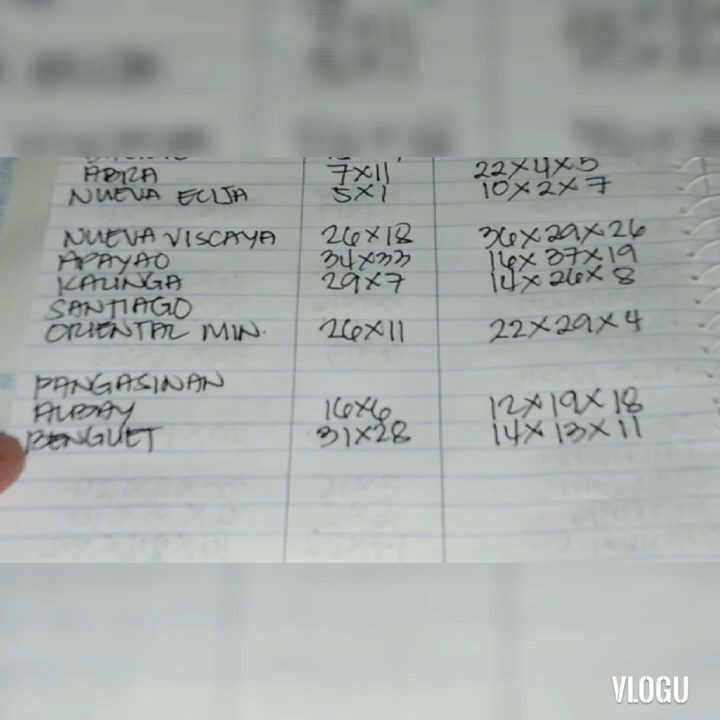 ABRA 7X11 22X4X5
NUEVA ECIJA 5X1 10X2X7
NUEVA VISCAYA 26X18 36X29X26
APAYAO 34X33 16X37X19
KALINGA 29X7 14X26X8
SANTIAGO
ORIENTAL MIN. 26X11 22X29X4
PANGASINAN
ALBAY 16X6 12X19X18
BENGUET 31X28 14X13X11
VLOGU